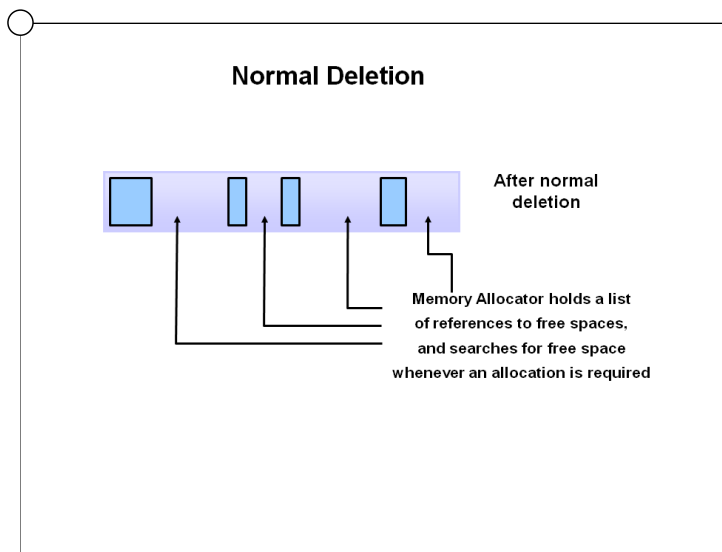 Normal Deletion
After normal
deletion
Memory Allocator holds a list
of references to free spaces,
and searches for free space
whenever an allocation is required